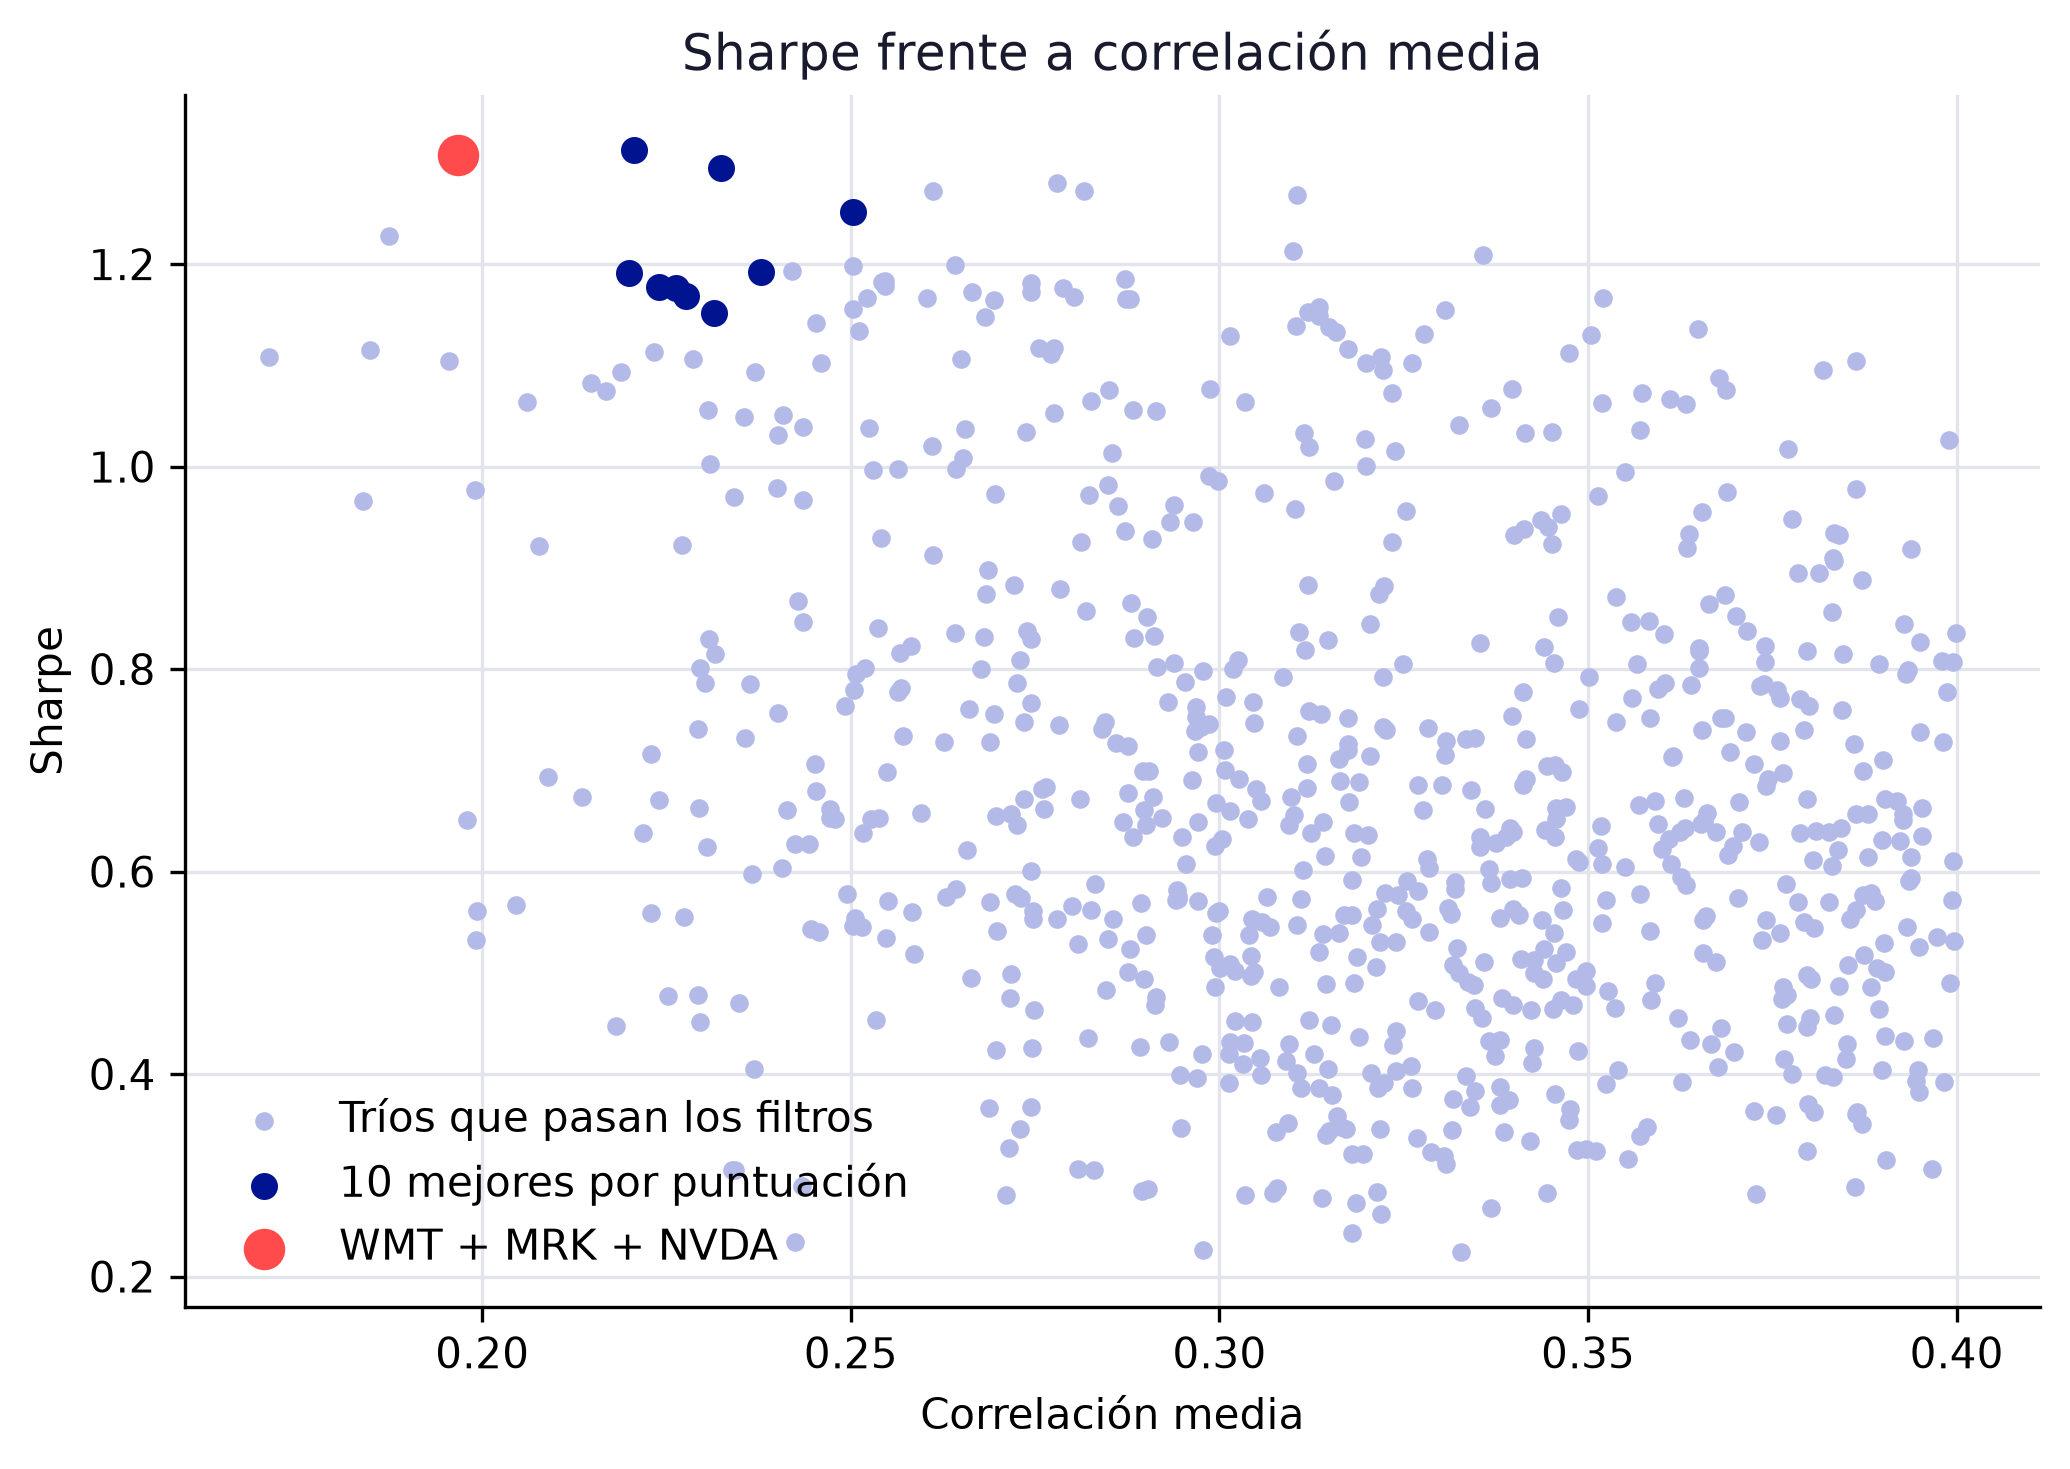 Sharpe frente a correlación media
Sharpe
1.2
1.0
0.8
0.6
0.4
0.2
Tríos que pasan los filtros
10 mejores por puntuación
WMT + MRK + NVDA
0.20 0.25 0.30 0.35 0.40
Correlación media